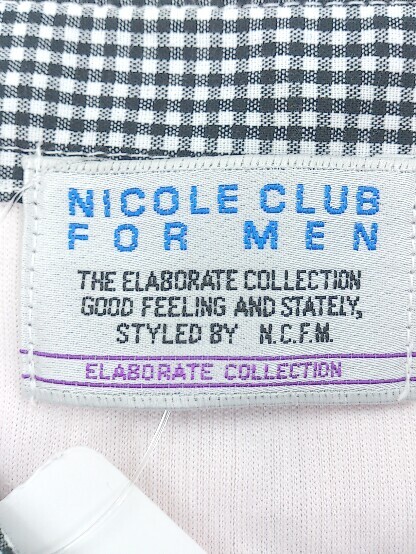 NICOLE CLUB
FOR MEN
THE ELABORATE COLLECTION
GOOD FEELING AND STATELY,
STYLED BY N.C.F.M.
ELABORATE COLLECTION